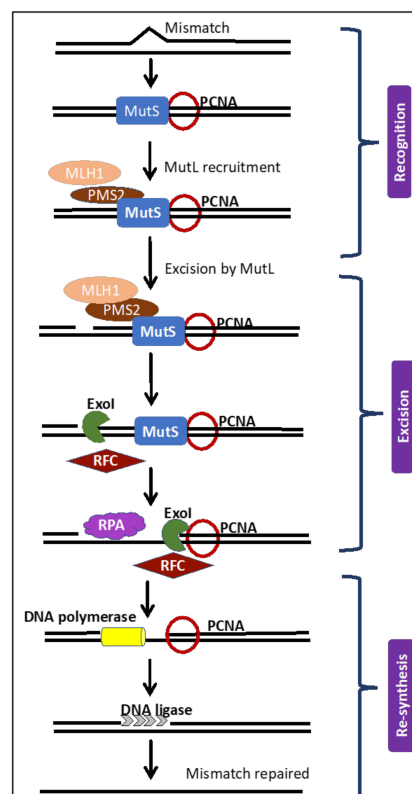 Mismatch
MutS
PCNA
Recognition
MutL recruitment
MLH1
PMS2
MutS
PCNA
Excision by MutL
MLH1
PMS2
MutS
PCNA
Excision
ExoI
MutS
PCNA
RFC
RPA
ExoI
PCNA
RFC
DNA polymerase
PCNA
Re-synthesis
DNA ligase
Mismatch repaired